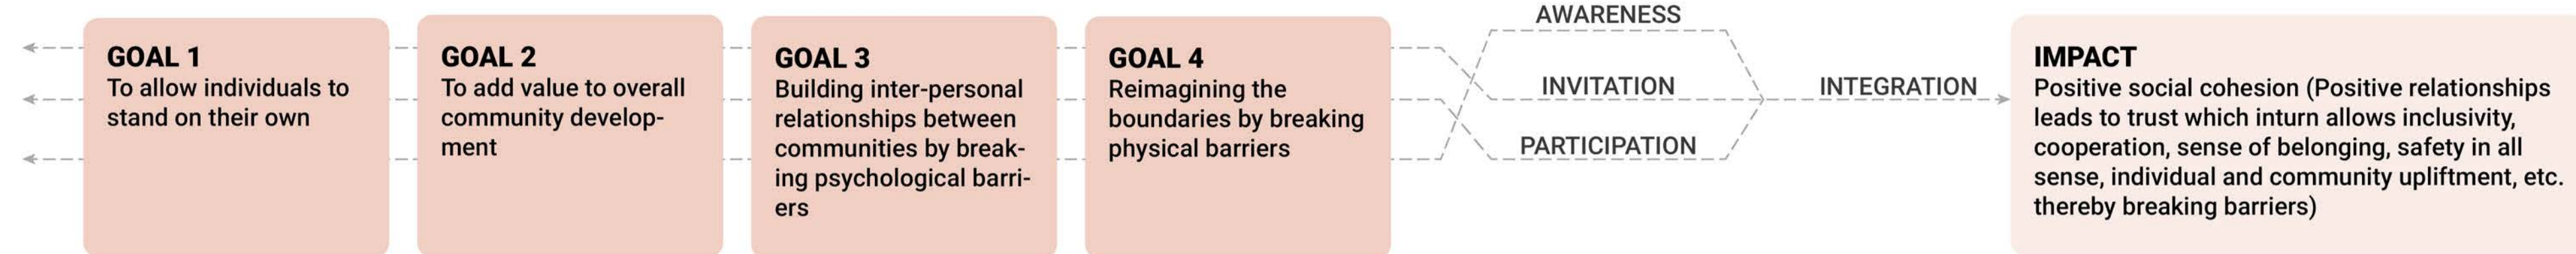 GOAL 1
To allow individuals to
stand on their own
GOAL 2
To add value to overall
community develop-
ment
GOAL 3
Building inter-personal
relationships between
communities by break-
ing psychological barri-
ers
GOAL 4
Reimagining the
boundaries by breaking
physical barriers
AWARENESS
INVITATION
PARTICIPATION
INTEGRATION
IMPACT
Positive social cohesion (Positive relationships
leads to trust which inturn allows inclusivity,
cooperation, sense of belonging, safety in all
sense, individual and community upliftment, etc.
thereby breaking barriers)